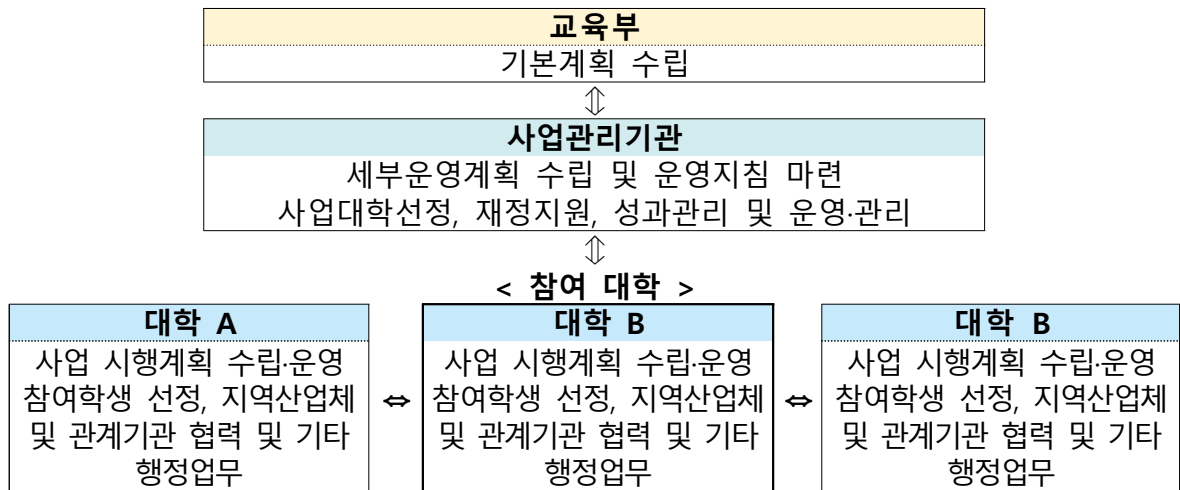 교육부
기본계획 수립
⇕
사업관리기관
세부운영계획 수립 및 운영지침 마련
사업대학선정, 재정지원, 성과관리 및 운영·관리
⇕
< 참여 대학 >
대학 A
사업 시행계획 수립·운영
참여학생 선정, 지역산업체
및 관계기관 협력 및 기타
행정업무
⇔
대학 B
사업 시행계획 수립·운영
참여학생 선정, 지역산업체
및 관계기관 협력 및 기타
행정업무
⇔
대학 B
사업 시행계획 수립·운영
참여학생 선정, 지역산업체
및 관계기관 협력 및 기타
행정업무